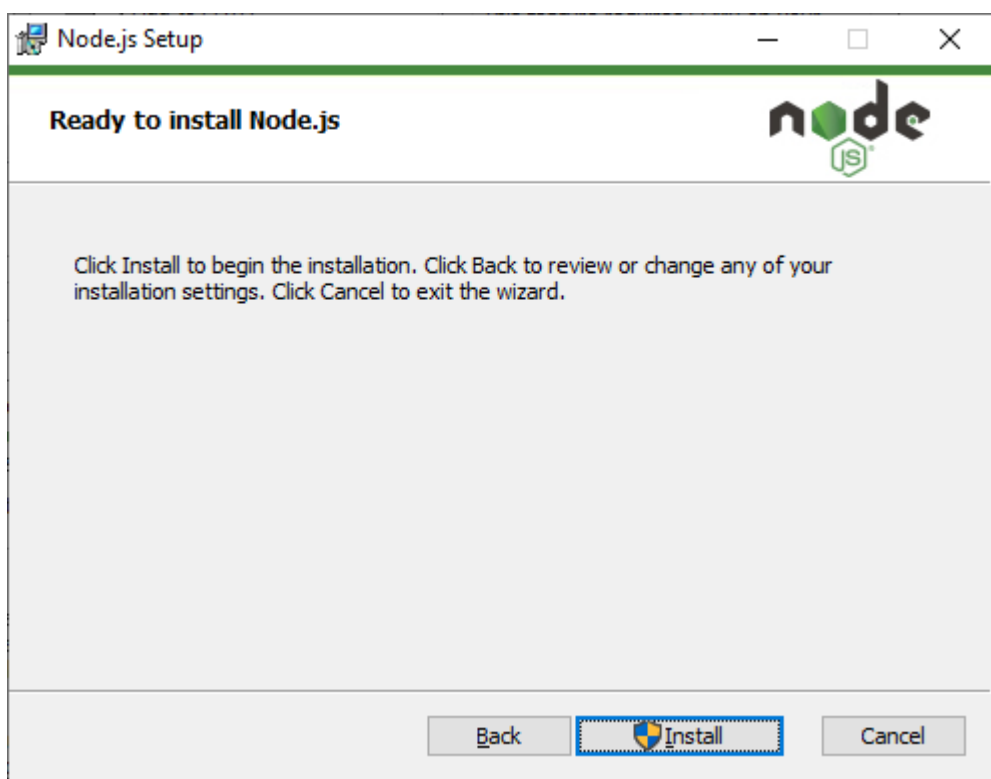 Node.js Setup
Ready to install Node.js
node
JS
Click Install to begin the installation. Click Back to review or change any of your
installation settings. Click Cancel to exit the wizard.
Back
Install
Cancel